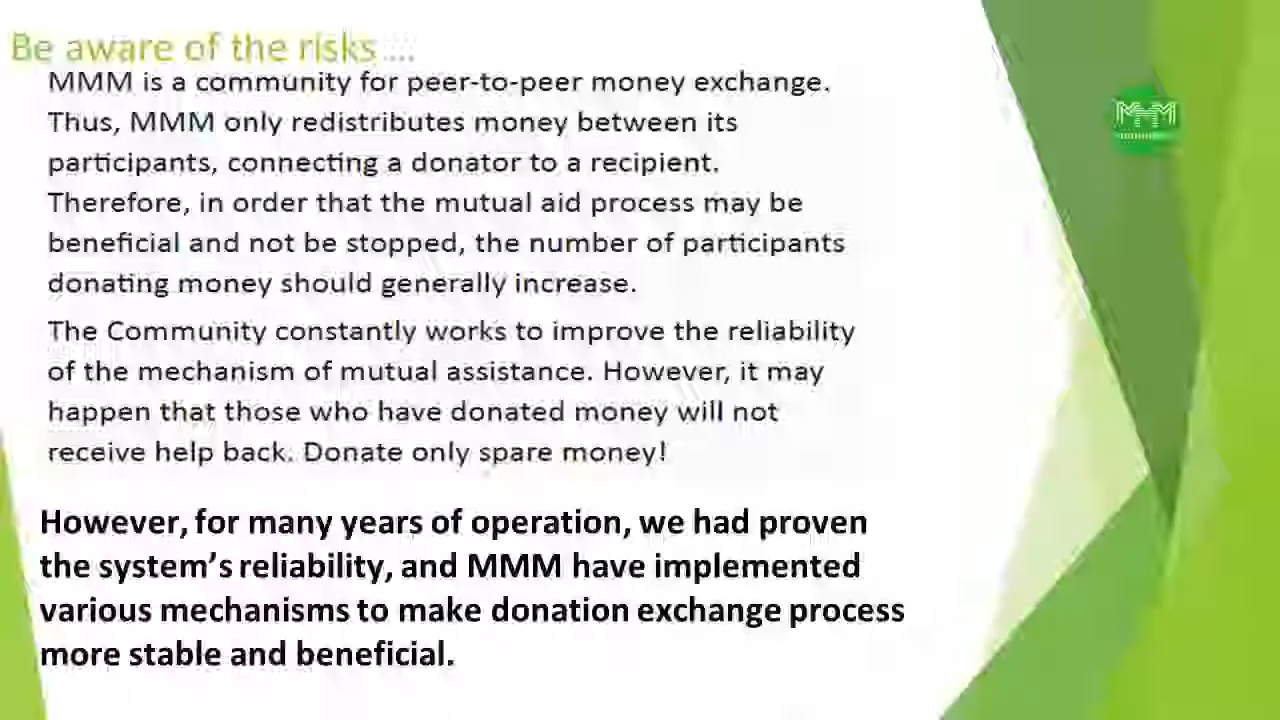 Be aware of the risks ...
MMM is a community for peer-to-peer money exchange.
Thus, MMM only redistributes money between its
participants, connecting a donator to a recipient.
Therefore, in order that the mutual aid process may be
beneficial and not be stopped, the number of participants
donating money should generally increase.
The Community constantly works to improve the reliability
of the mechanism of mutual assistance. However, it may
happen that those who have donated money will not
receive help back. Donate only spare money!
However, for many years of operation, we had proven
the system’s reliability, and MMM have implemented
various mechanisms to make donation exchange process
more stable and beneficial.
MMM